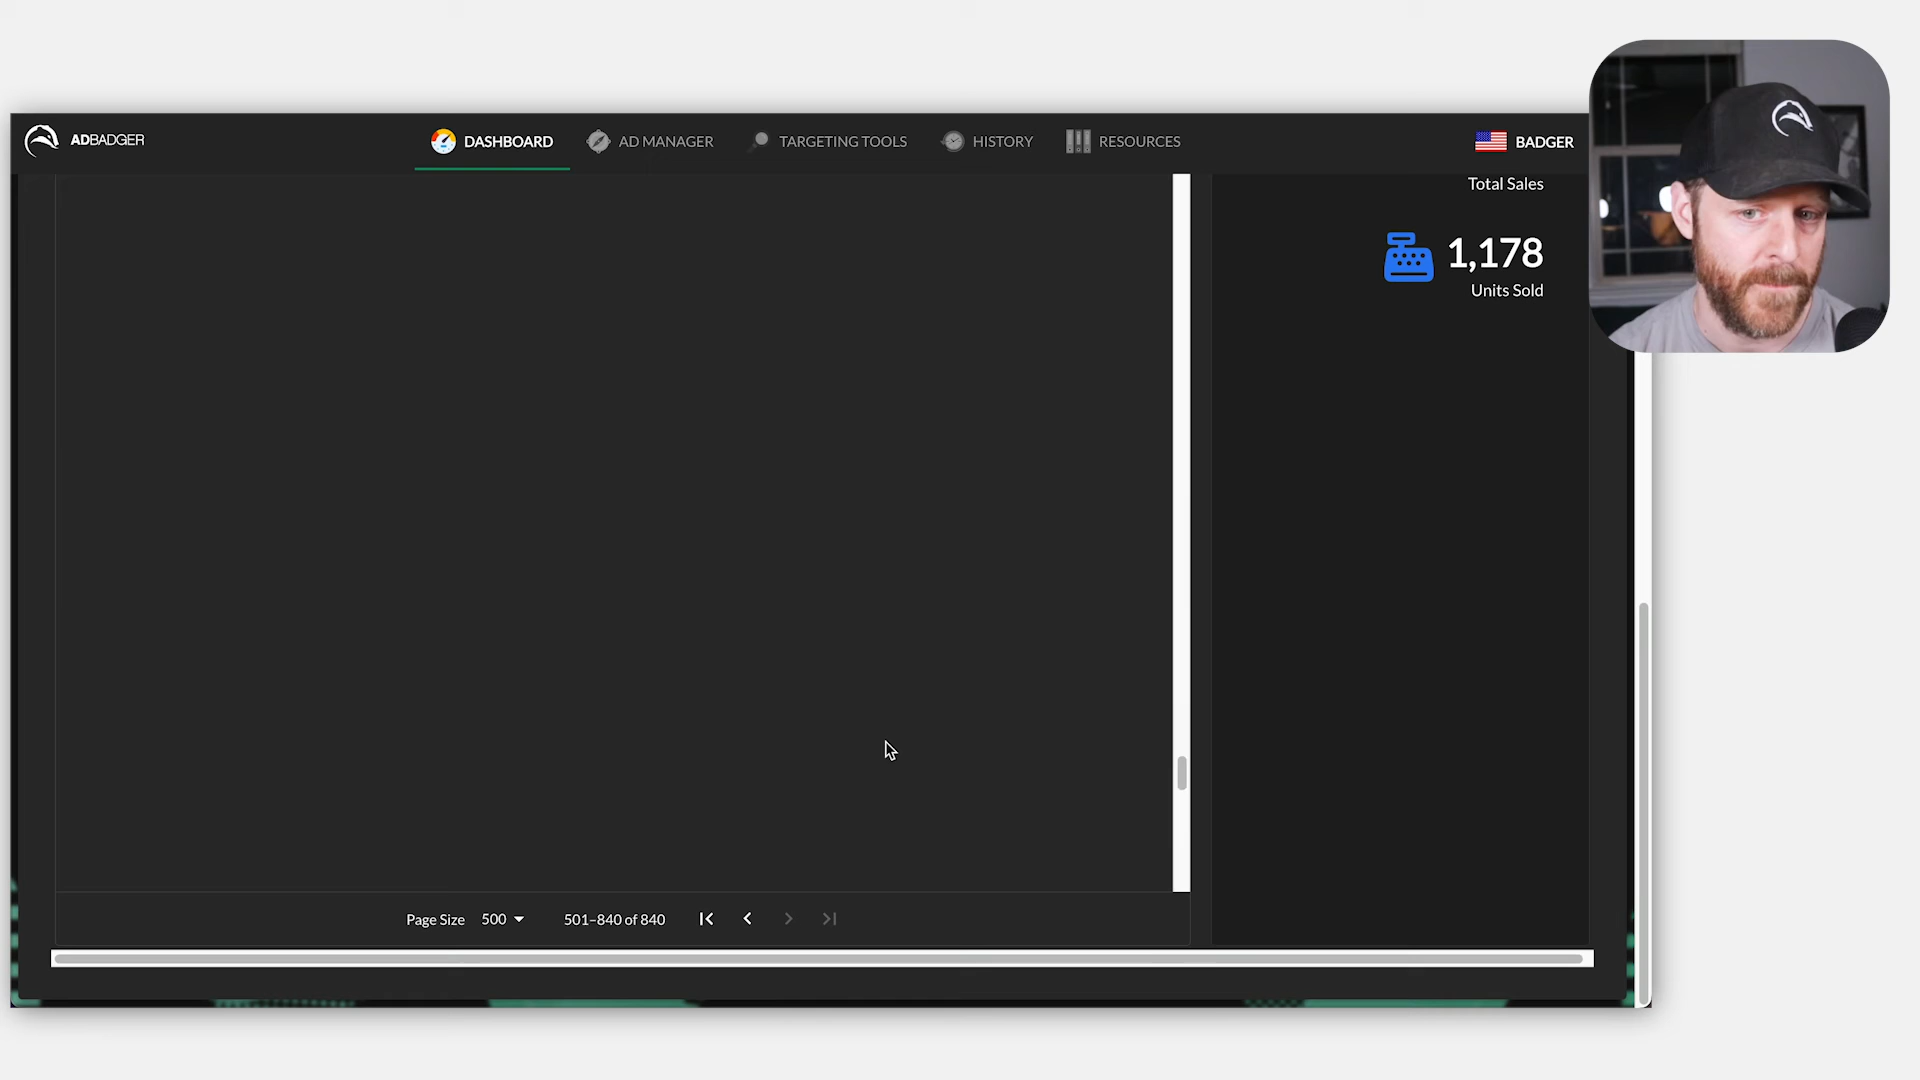 ADBADGER
DASHBOARD
AD MANAGER
TARGETING TOOLS
HISTORY
RESOURCES
BADGER
Total Sales
1,178
Units Sold
Page Size 500 501–840 of 840